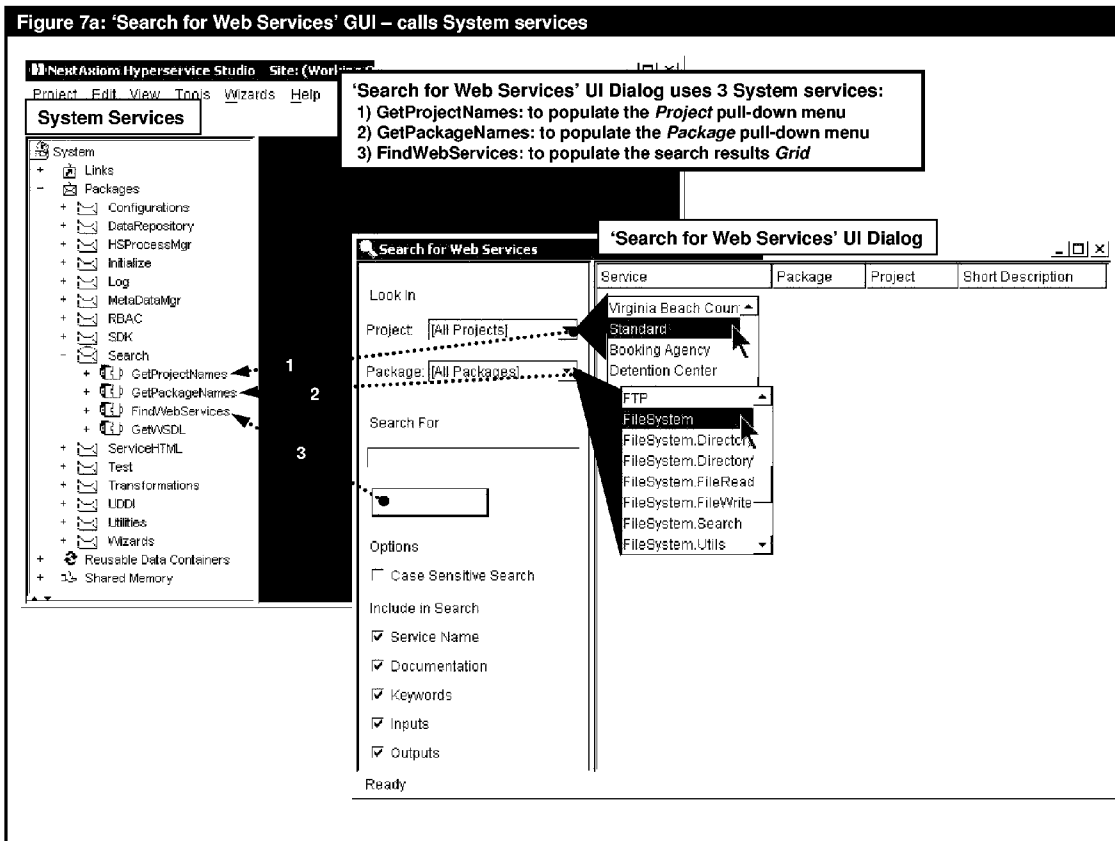 Figure 7a: ‘Search for Web Services’ GUI – calls System services
NextAxiom Hyperservice Studio Site: (Working
Project Edit View Tools Wizards Help
System Services
‘Search for Web Services’ UI Dialog uses 3 System services:
1) GetProjectNames: to populate the Project pull-down menu
2) GetPackageNames: to populate the Package pull-down menu
3) FindWebServices: to populate the search results Grid
System
+ Links
- Packages
+ Configurations
+ DataRepository
+ HSProcessMgr
+ Initialize
+ Log
+ MetaDataMgr
+ RBAC
+ SDK
- Search
+ GetProjectNames
+ GetPackageNames
+ FindWebServices
+ GetWSDL
+ ServiceHTML
+ Test
+ Transformations
+ UDDI
+ Utilities
+ Wizards
+ Reusable Data Containers
+ Shared Memory
1
2
3
Search for Web Services
‘Search for Web Services’ UI Dialog
Look In
Project: [All Projects]
Package: [All Packages]
Search For
Options
Case Sensitive Search
Include in Search
Service Name
Documentation
Keywords
Inputs
Outputs
Ready
Service Package Project Short Description
Virginia Beach Coun
Standard
Booking Agency
Detention Center
FTP
FileSystem
FileSystem.Directory
FileSystem.Directory
FileSystem.FileRead
FileSystem.FileWrite
FileSystem.Search
FileSystem.Utils